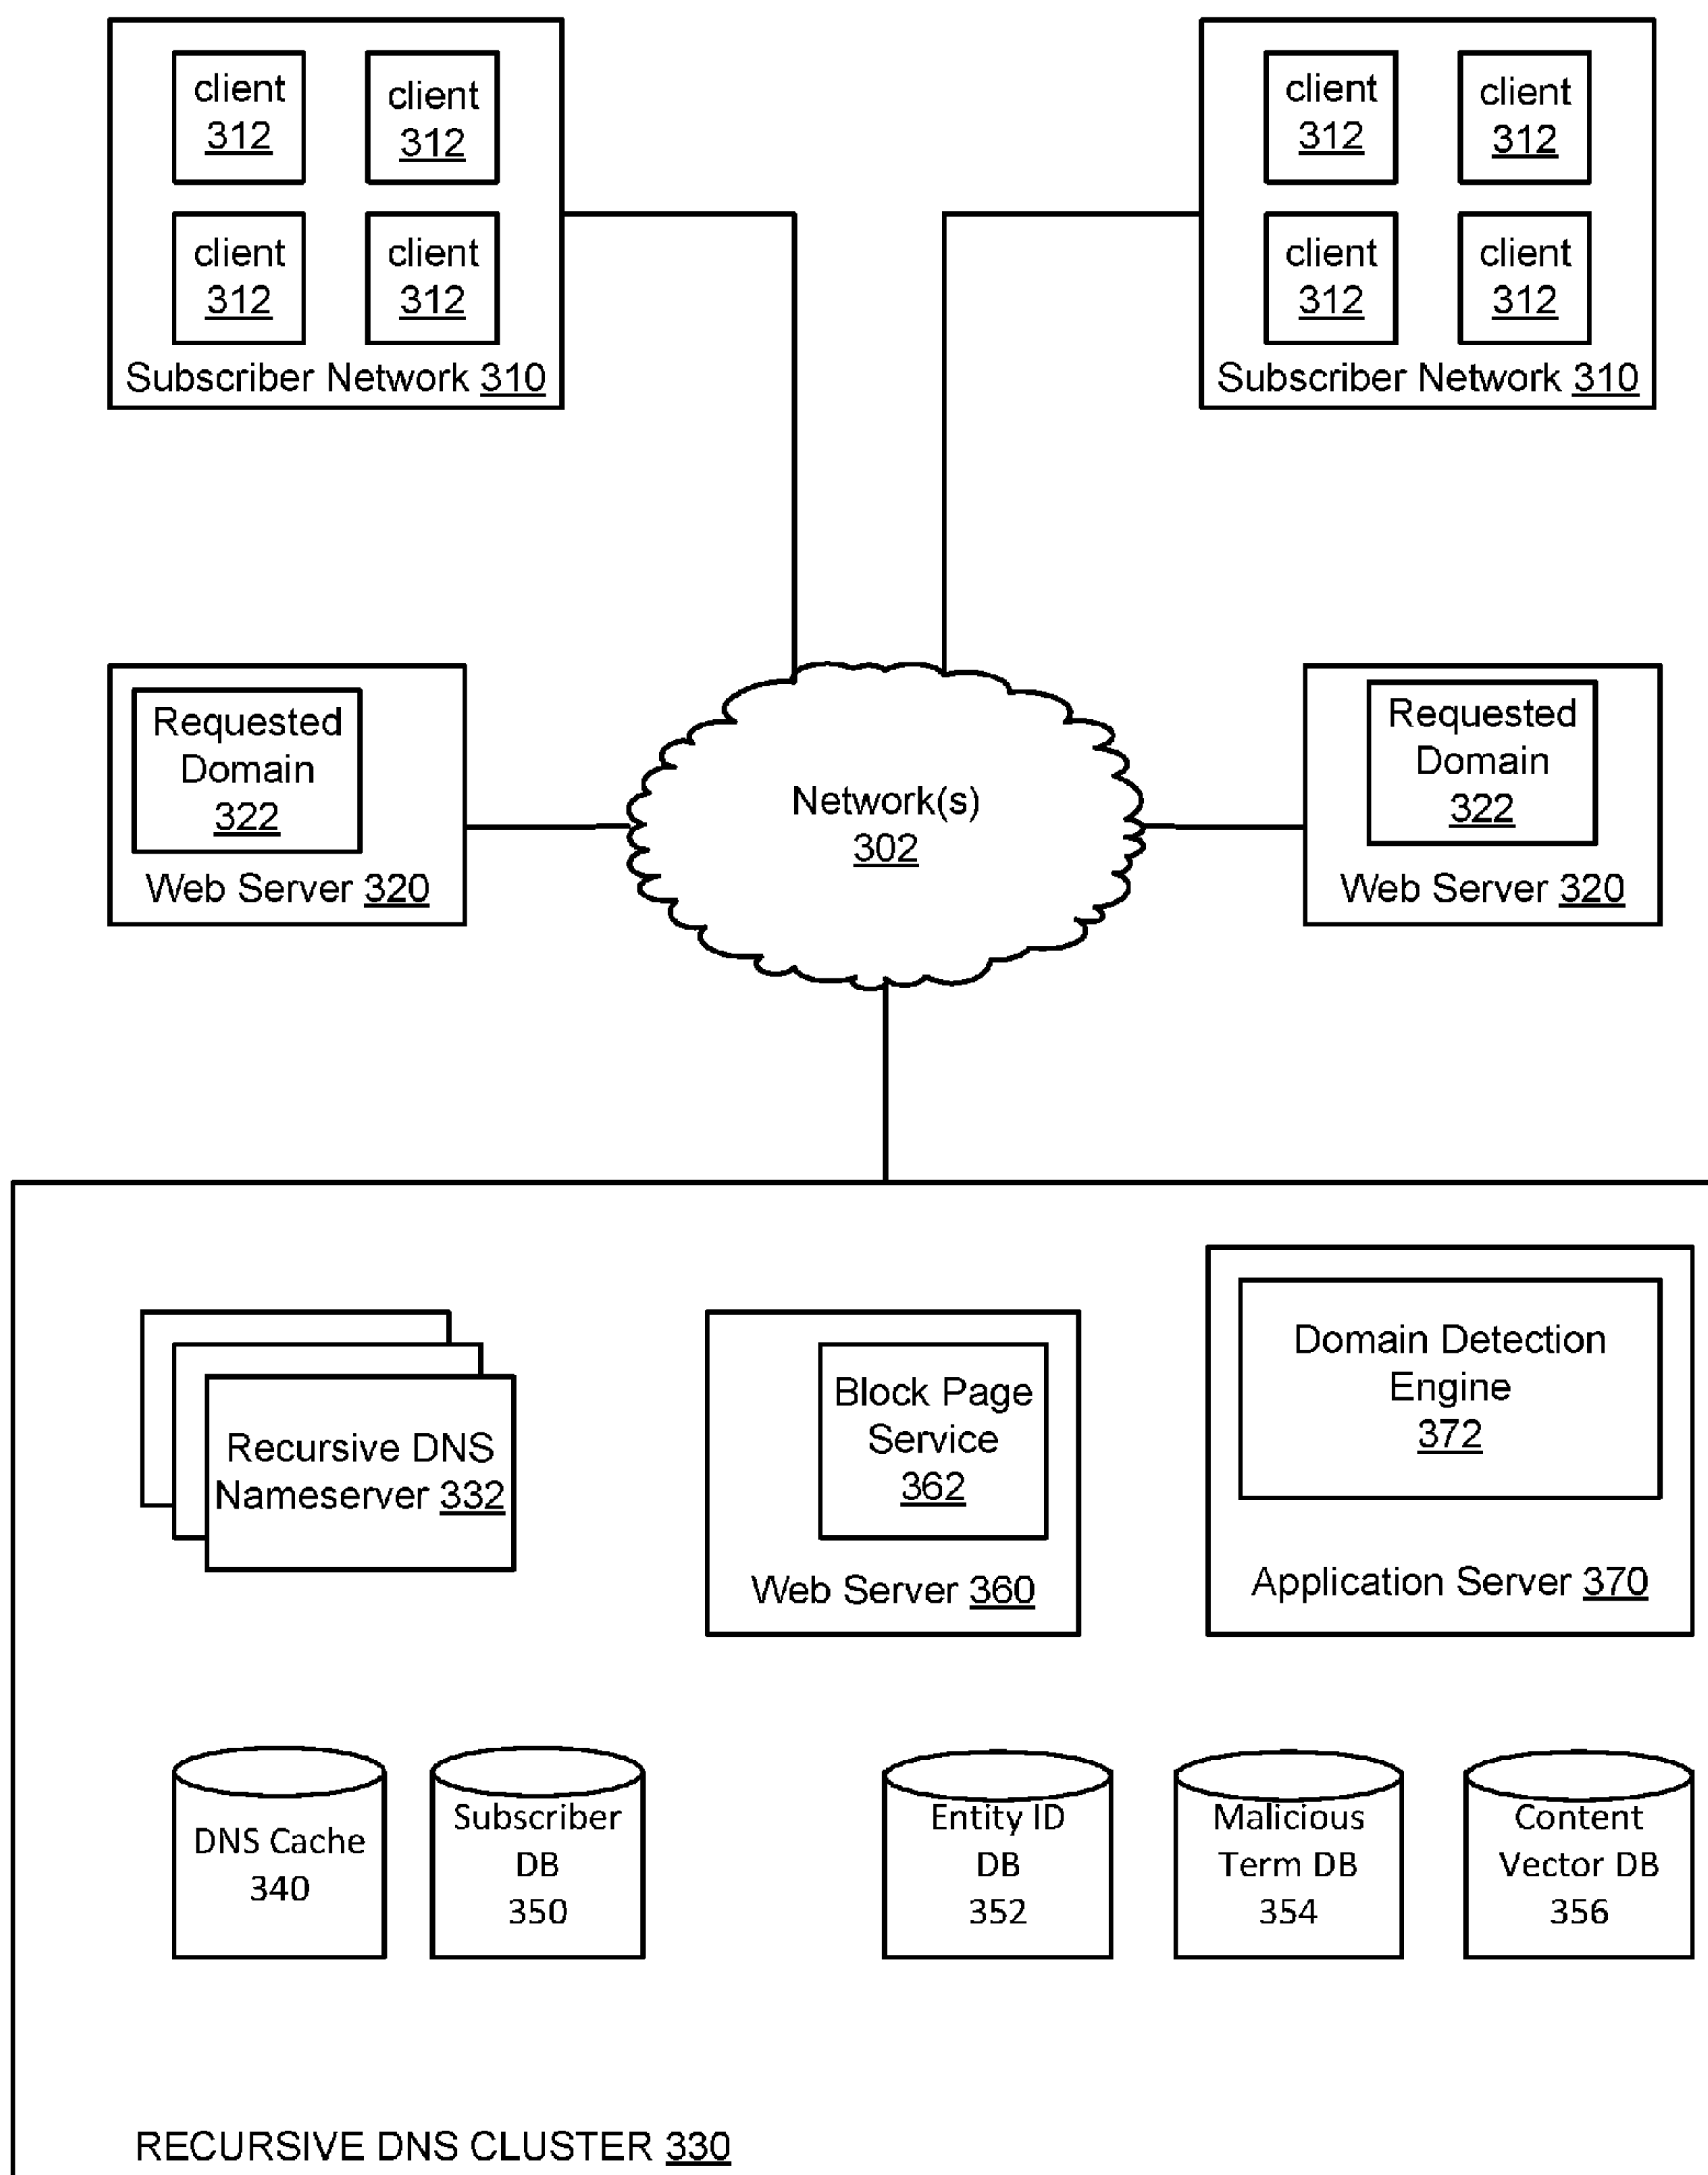 client
312
client
312
client
312
client
312
Subscriber Network 310
client
312
client
312
client
312
client
312
Subscriber Network 310
Requested
Domain
322
Web Server 320
Network(s)
302
Requested
Domain
322
Web Server 320
Recursive DNS
Nameserver 332
Block Page
Service
362
Web Server 360
Domain Detection
Engine
372
Application Server 370
DNS Cache
340
Subscriber
DB
350
Entity ID
DB
352
Malicious
Term DB
354
Content
Vector DB
356
RECURSIVE DNS CLUSTER 330